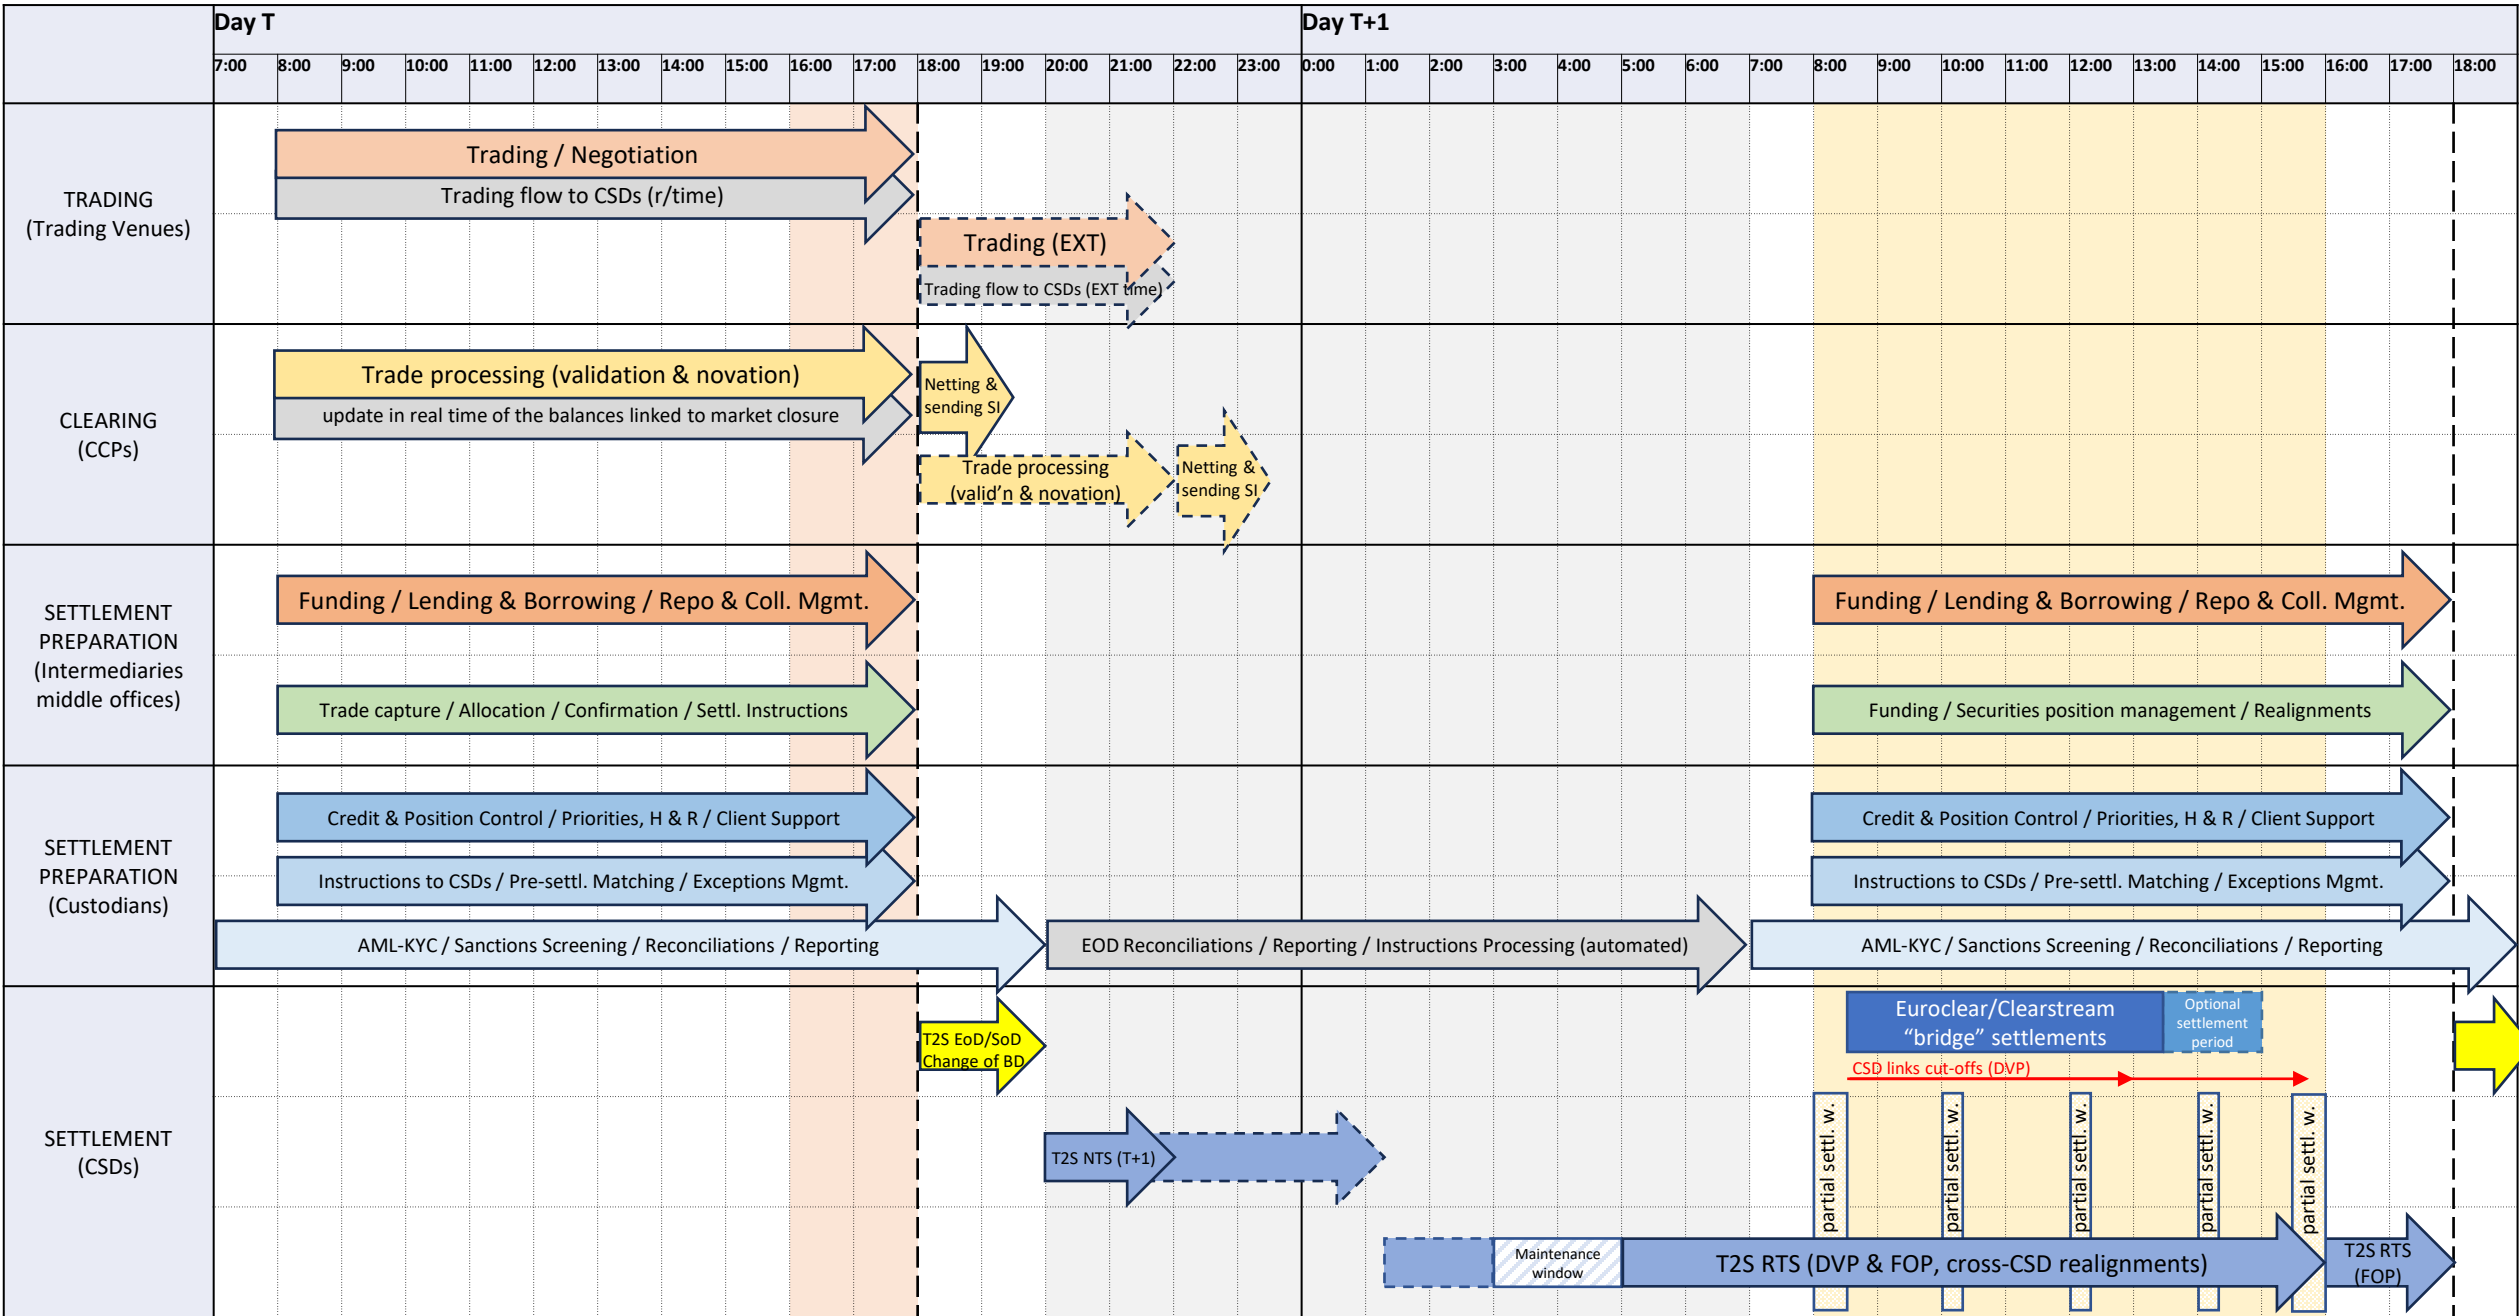 Day T
Day T+1
7:00 8:00 9:00 10:00 11:00 12:00 13:00 14:00 15:00 16:00 17:00 18:00 19:00 20:00 21:00 22:00 23:00 0:00 1:00 2:00 3:00 4:00 5:00 6:00 7:00 8:00 9:00 10:00 11:00 12:00 13:00 14:00 15:00 16:00 17:00 18:00
TRADING
(Trading Venues)
Trading / Negotiation
Trading flow to CSDs (r/time)
Trading (EXT)
Trading flow to CSDs (EXT time)
CLEARING
(CCPs)
Trade processing (validation & novation)
update in real time of the balances linked to market closure
Netting &
sending SI
Trade processing
(valid'n & novation)
Netting &
sending SI
SETTLEMENT
PREPARATION
(Intermediaries
middle offices)
Funding / Lending & Borrowing / Repo & Coll. Mgmt.
Funding / Lending & Borrowing / Repo & Coll. Mgmt.
Trade capture / Allocation / Confirmation / Settl. Instructions
Funding / Securities position management / Realignments
SETTLEMENT
PREPARATION
(Custodians)
Credit & Position Control / Priorities, H & R / Client Support
Credit & Position Control / Priorities, H & R / Client Support
Instructions to CSDs / Pre-settl. Matching / Exceptions Mgmt.
Instructions to CSDs / Pre-settl. Matching / Exceptions Mgmt.
AML-KYC / Sanctions Screening / Reconciliations / Reporting
EOD Reconciliations / Reporting / Instructions Processing (automated)
AML-KYC / Sanctions Screening / Reconciliations / Reporting
SETTLEMENT
(CSDs)
T2S EoD/SoD
Change of BD
Euroclear/Clearstream
"bridge" settlements
Optional
settlement
period
CSD links cut-offs (DVP)
partial settl. w.
partial settl. w.
partial settl. w.
partial settl. w.
partial settl. w.
T2S NTS (T+1)
Maintenance
window
T2S RTS (DVP & FOP, cross-CSD realignments)
T2S RTS
(FOP)